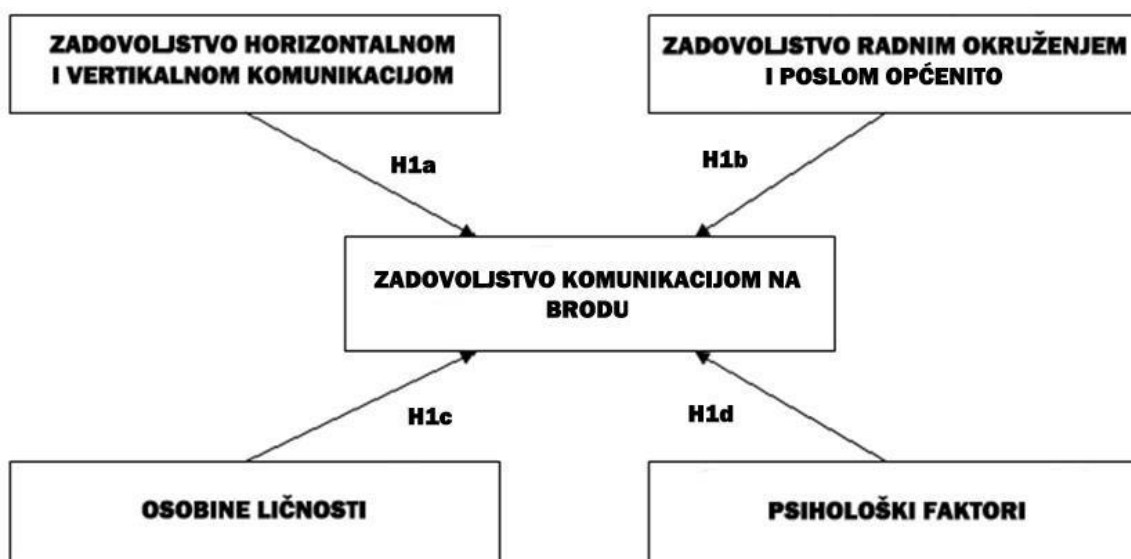 ZADOVOLJSTVO HORIZONTALNOM
I VERTIKALNOM KOMUNIKACIJOM
ZADOVOLJSTVO RADNIM OKRUŽENJEM
I POSLOM OPĆENITO
H1a
H1b
ZADOVOLJSTVO KOMUNIKACIJOM NA
BRODU
H1c
H1d
OSOBINE LIČNOSTI
PSIHOLOŠKI FAKTORI